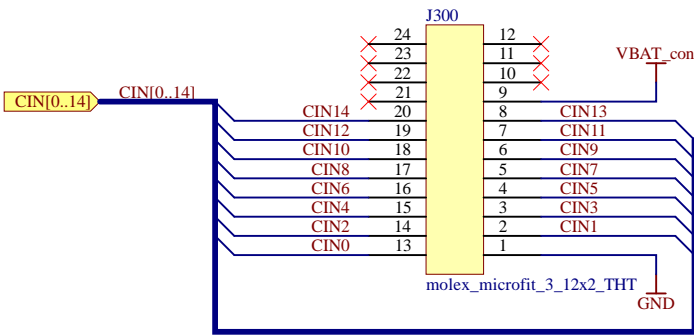 J300
24 12
23 11
22 10
21 9 VBAT_con
CIN[0..14] CIN[0..14]
CIN14 20 8 CIN13
CIN12 19 7 CIN11
CIN10 18 6 CIN9
CIN8 17 5 CIN7
CIN6 16 4 CIN5
CIN4 15 3 CIN3
CIN2 14 2 CIN1
CIN0 13 1
molex_microfit_3_12x2_THT
GND